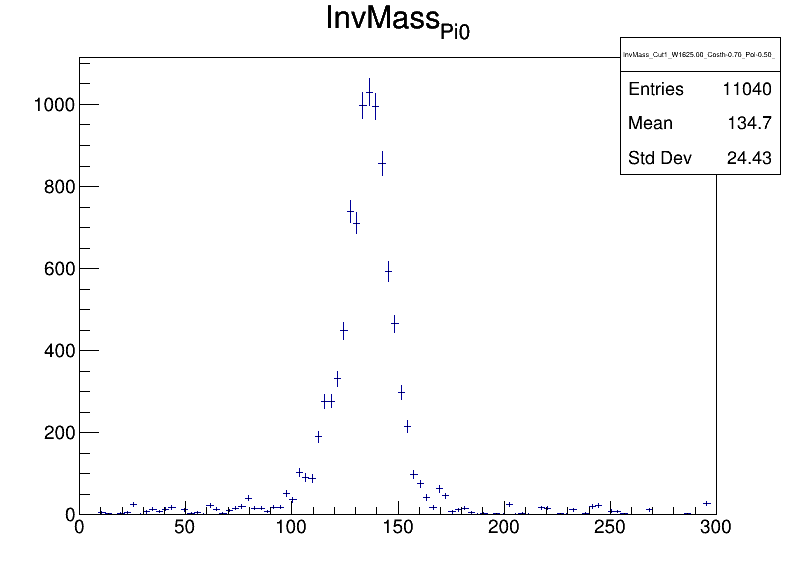 InvMass_Pi0
InvMass_Cut1_W1625.00_Costh-0.70_Pol-0.50_
Entries 11040
Mean 134.7
Std Dev 24.43
1000
800
600
400
200
0
0 50 100 150 200 250 300